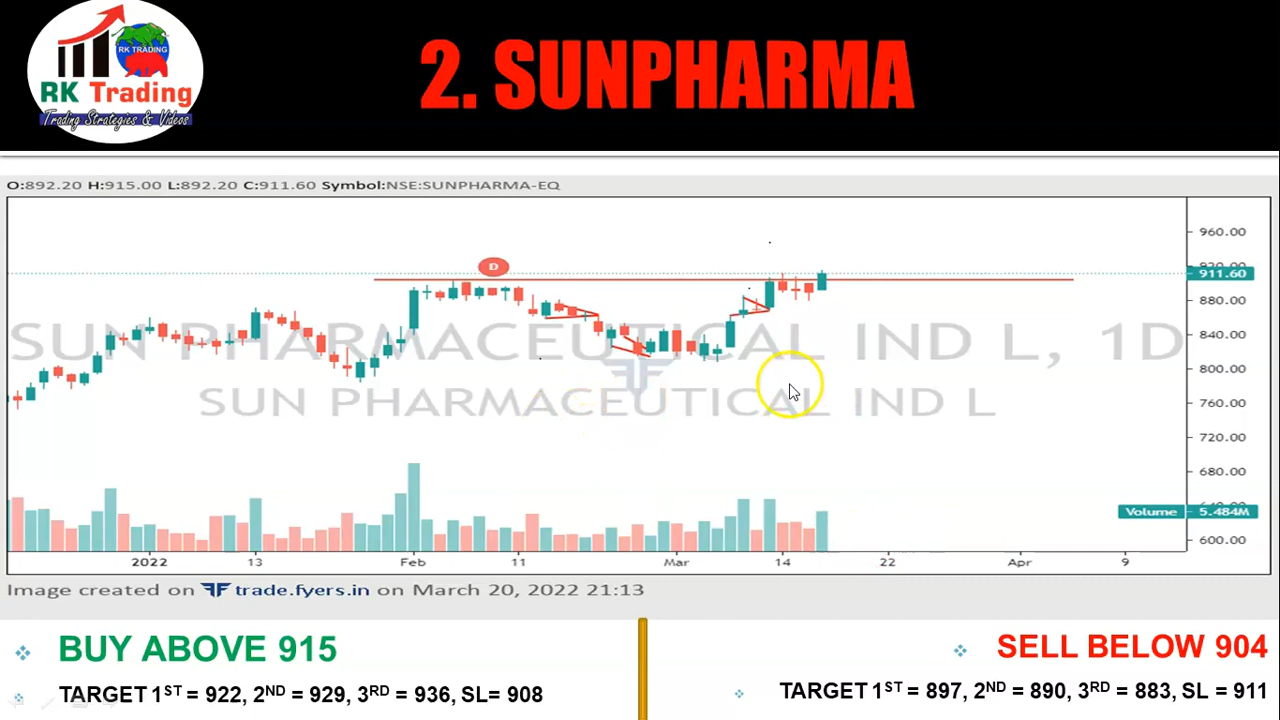 RK TRADING
RK Trading
Trading Strategies & Videos
2. SUNPHARMA
O:892.20 H:915.00 L:892.20 C:911.60 Symbol:NSE:SUNPHARMA-EQ
960.00
920.00
911.60
880.00
840.00
800.00
760.00
720.00
680.00
640.00
600.00
D
SUN PHARMACEUTICAL IND L, 1D
SUN PHARMACEUTICAL IND L
Volume 5.484M
2022 13 Feb 11 Mar 14 22 Apr 9
Image created on trade.fyers.in on March 20, 2022 21:13
BUY ABOVE 915
TARGET 1ST = 922, 2ND = 929, 3RD = 936, SL= 908
SELL BELOW 904
TARGET 1ST = 897, 2ND = 890, 3RD = 883, SL = 911